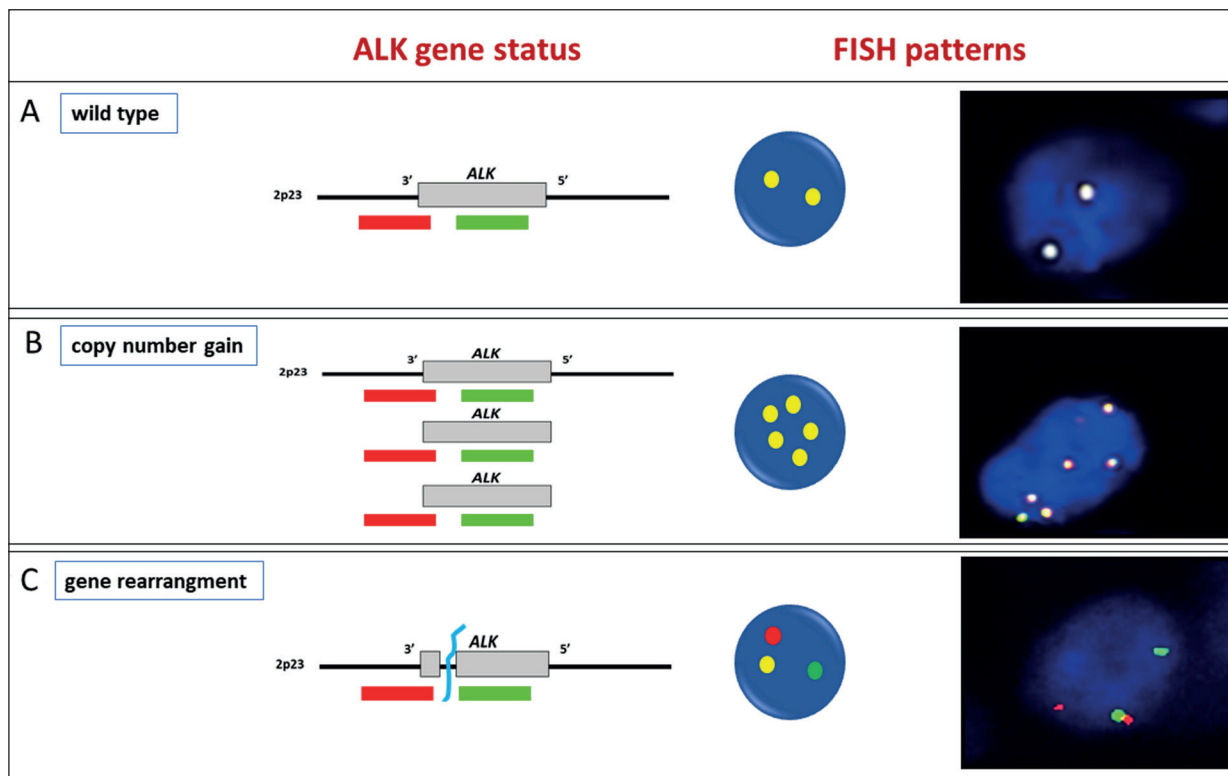 ALK gene status FISH patterns
A wild type
ALK
3’ 5’
2p23
B copy number gain
ALK
3’ 5’
2p23
ALK
ALK
C gene rearrangment
ALK
3’ 5’
2p23